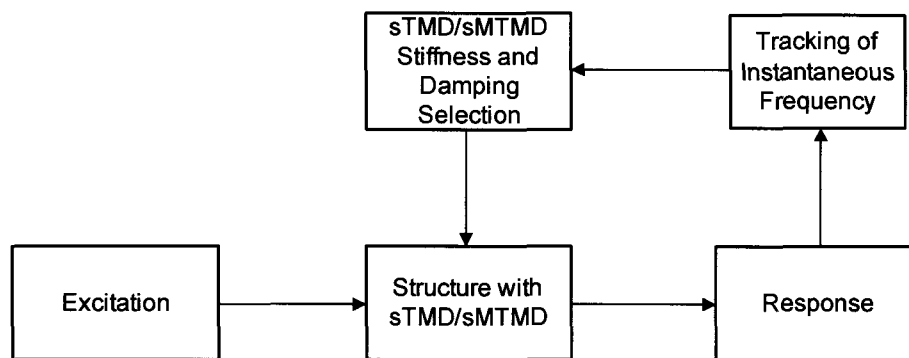 sTMD/sMTMD
Stiffness and
Damping
Selection
Tracking of
Instantaneous
Frequency
Excitation
Structure with
sTMD/sMTMD
Response